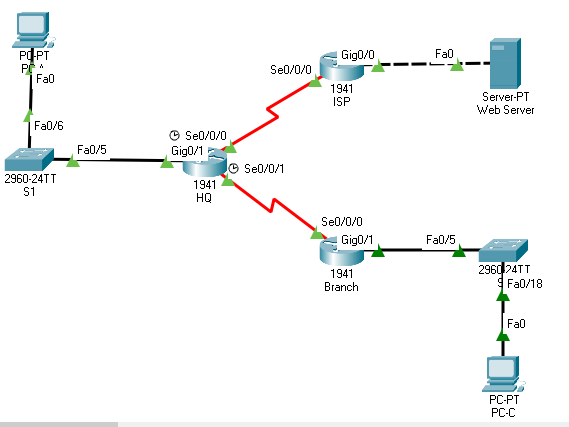 PC-PT
Fa0
Fa0/6
Fa0/5
2960-24TT
S1
Se0/0/0
Gig0/1
Se0/0/1
1941
HQ
Gig0/0
Se0/0/0
1941
ISP
Fa0
Server-PT
Web Server
Se0/0/0
Gig0/1
1941
Branch
Fa0/5
2960-24TT
Fa0/18
Fa0
PC-PT
PC-C